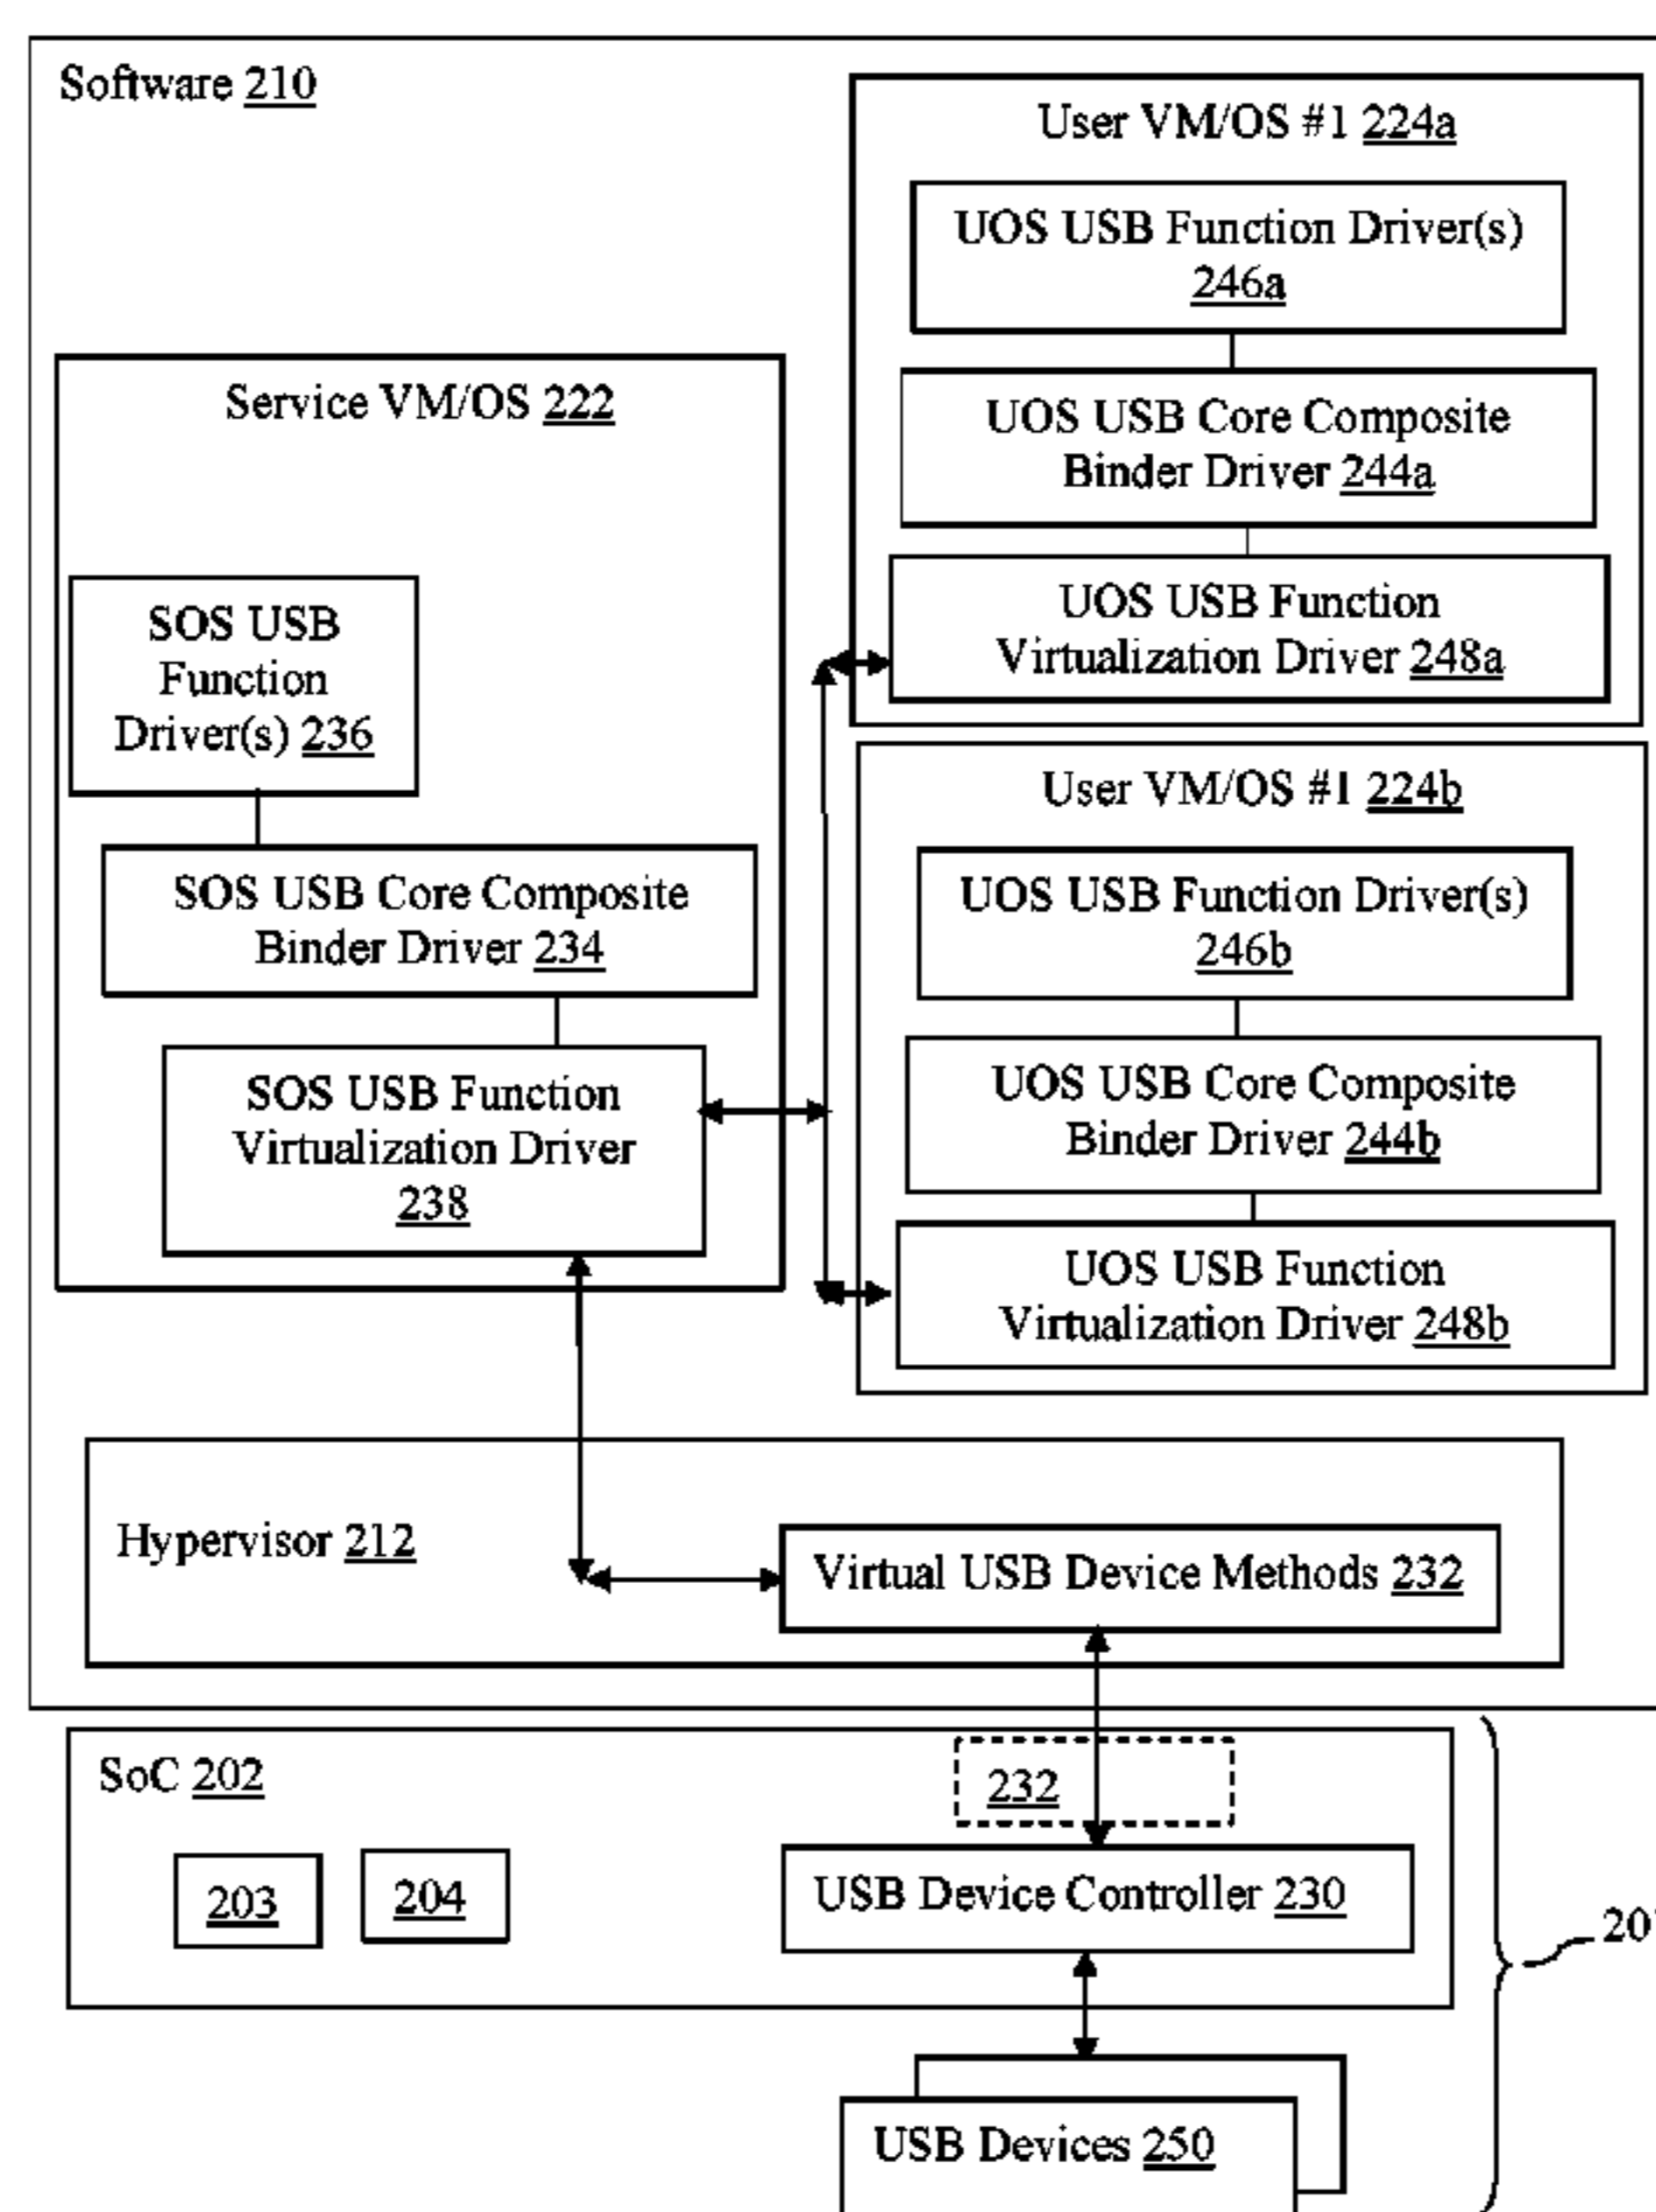 Software 210
User VM/OS #1 224a
UOS USB Function Driver(s)
246a
UOS USB Core Composite
Binder Driver 244a
UOS USB Function
Virtualization Driver 248a
Service VM/OS 222
SOS USB
Function
Driver(s) 236
SOS USB Core Composite
Binder Driver 234
SOS USB Function
Virtualization Driver
238
User VM/OS #1 224b
UOS USB Function Driver(s)
246b
UOS USB Core Composite
Binder Driver 244b
UOS USB Function
Virtualization Driver 248b
Hypervisor 212
Virtual USB Device Methods 232
SoC 202
232
203
204
USB Device Controller 230
USB Devices 250